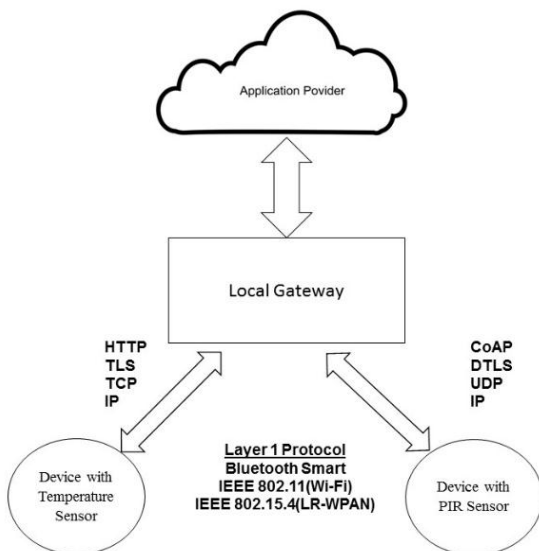 Application Povider
Local Gateway
HTTP
TLS
TCP
IP
CoAP
DTLS
UDP
IP
Layer 1 Protocol
Bluetooth Smart
IEEE 802.11(Wi-Fi)
IEEE 802.15.4(LR-WPAN)
Device with
Temperature
Sensor
Device with
PIR Sensor